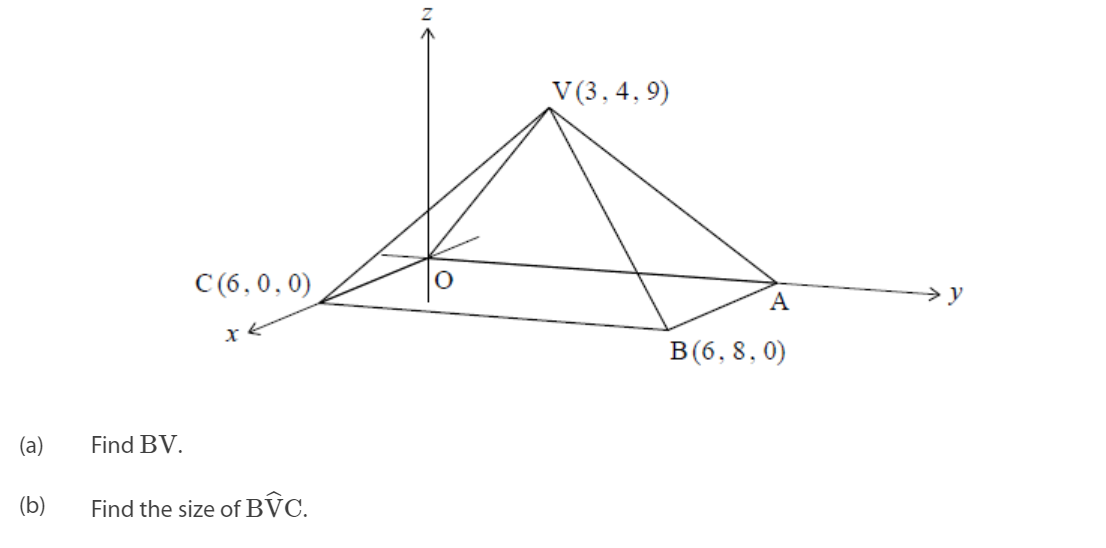 z
V(3, 4, 9)
C(6, 0, 0)
O
A
y
x
B(6, 8, 0)
(a) Find BV.
(b) Find the size of BV̂C.